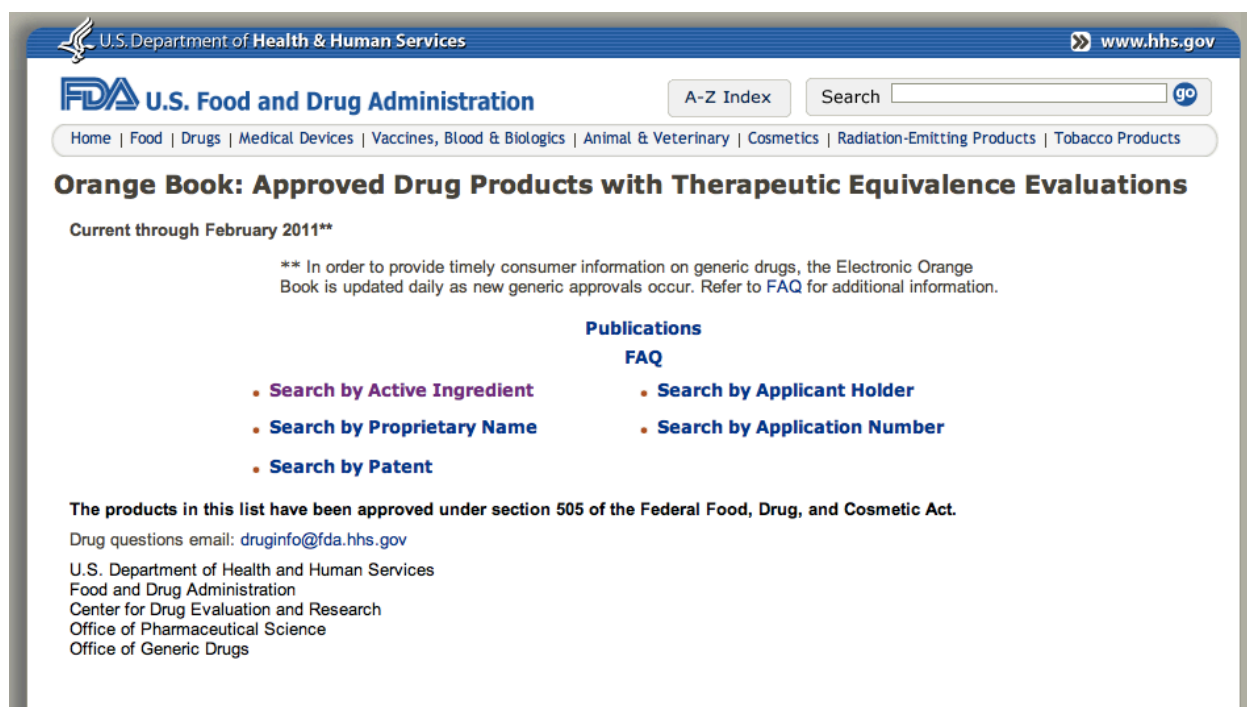 U.S. Department of Health & Human Services
www.hhs.gov
FDA U.S. Food and Drug Administration
A-Z Index
Search
go
Home | Food | Drugs | Medical Devices | Vaccines, Blood & Biologics | Animal & Veterinary | Cosmetics | Radiation-Emitting Products | Tobacco Products
Orange Book: Approved Drug Products with Therapeutic Equivalence Evaluations
Current through February 2011**
** In order to provide timely consumer information on generic drugs, the Electronic Orange
Book is updated daily as new generic approvals occur. Refer to FAQ for additional information.
Publications
FAQ
• Search by Active Ingredient
• Search by Applicant Holder
• Search by Proprietary Name
• Search by Application Number
• Search by Patent
The products in this list have been approved under section 505 of the Federal Food, Drug, and Cosmetic Act.
Drug questions email: druginfo@fda.hhs.gov
U.S. Department of Health and Human Services
Food and Drug Administration
Center for Drug Evaluation and Research
Office of Pharmaceutical Science
Office of Generic Drugs